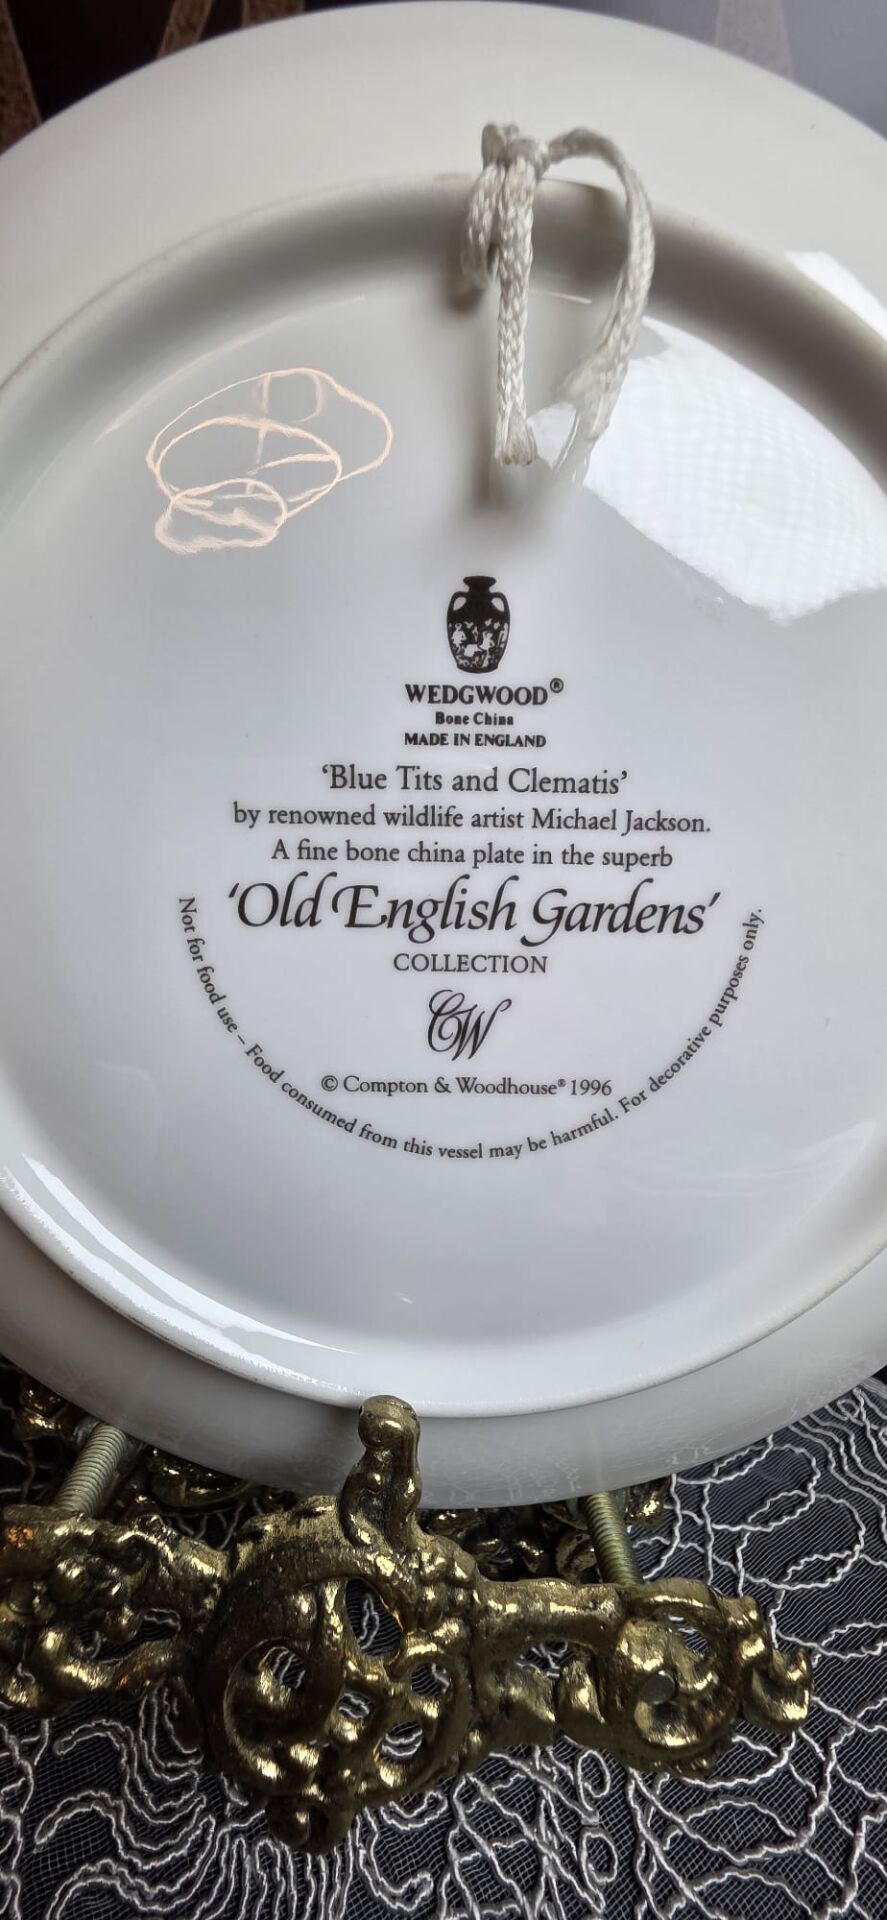 WEDGWOOD®
Bone China
MADE IN ENGLAND
‘Blue Tits and Clematis’
by renowned wildlife artist Michael Jackson.
A fine bone china plate in the superb
‘Old English Gardens’
COLLECTION
CW
© Compton & Woodhouse® 1996
Not for food use – Food consumed from this vessel may be harmful. For decorative purposes only.